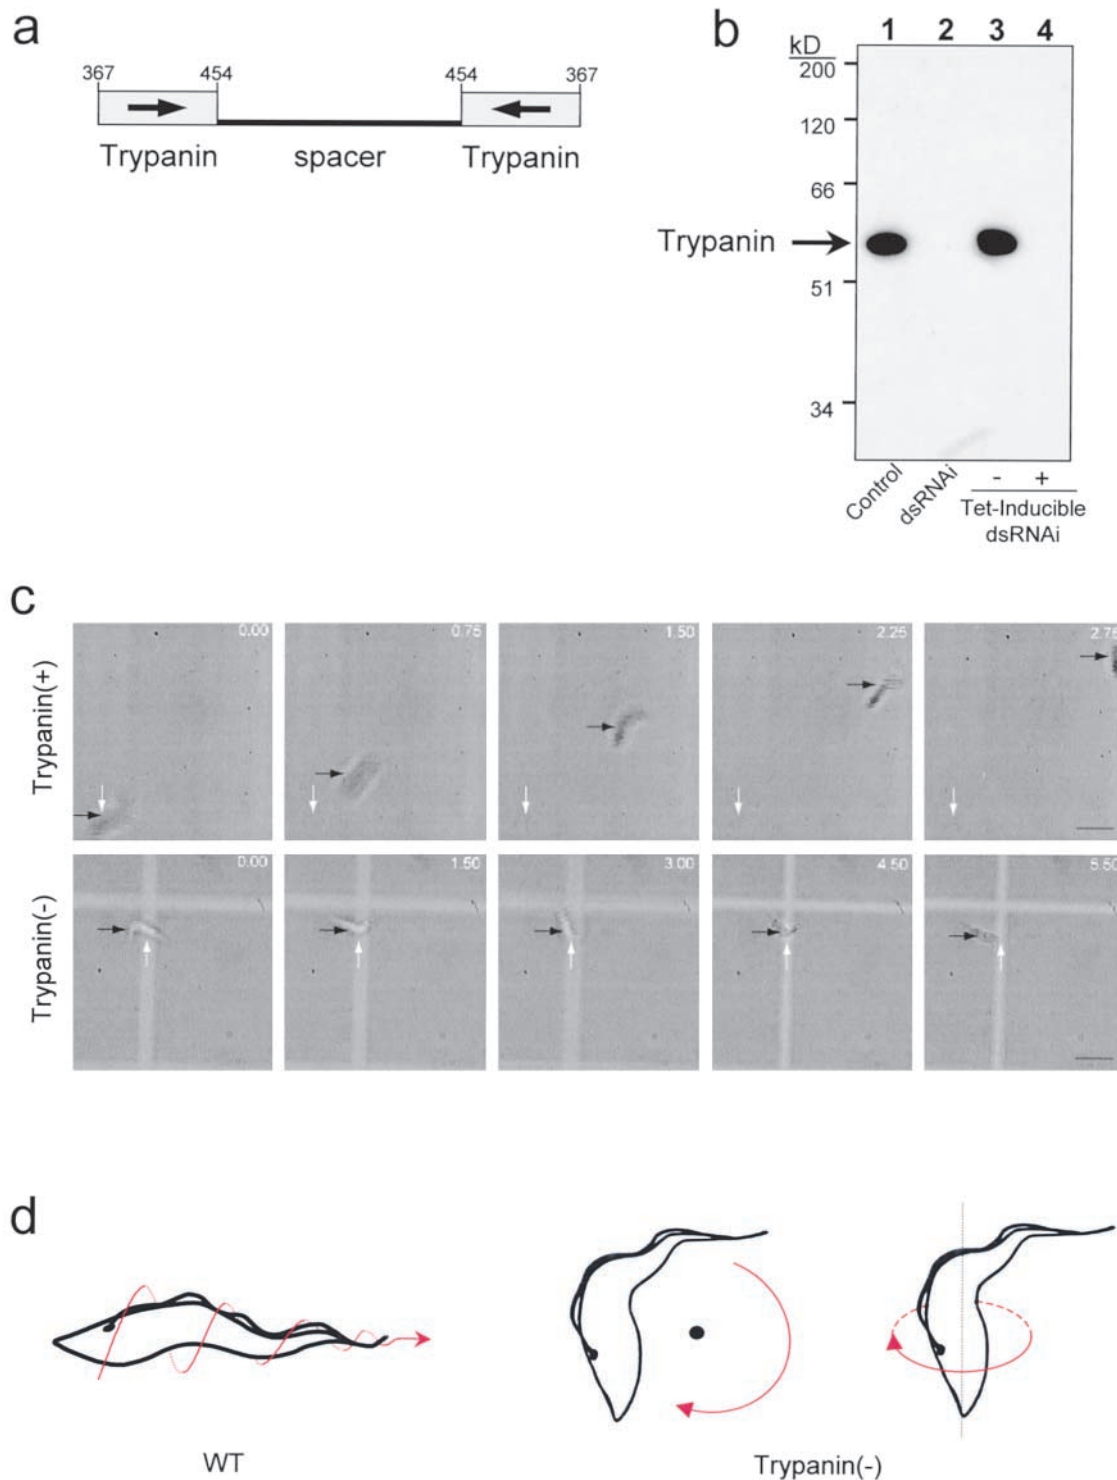 a
367 454 454 367
Trypanin spacer Trypanin
b
kD 1 2 3 4
200
120
66
Trypanin
51
34
Control dsRNAi - +
Tet-Inducible
dsRNAi
c
Trypanin(+)
0.00 0.75 1.50 2.25 2.75
Trypanin(-)
0.00 1.50 3.00 4.50 5.50
d
WT Trypanin(-)